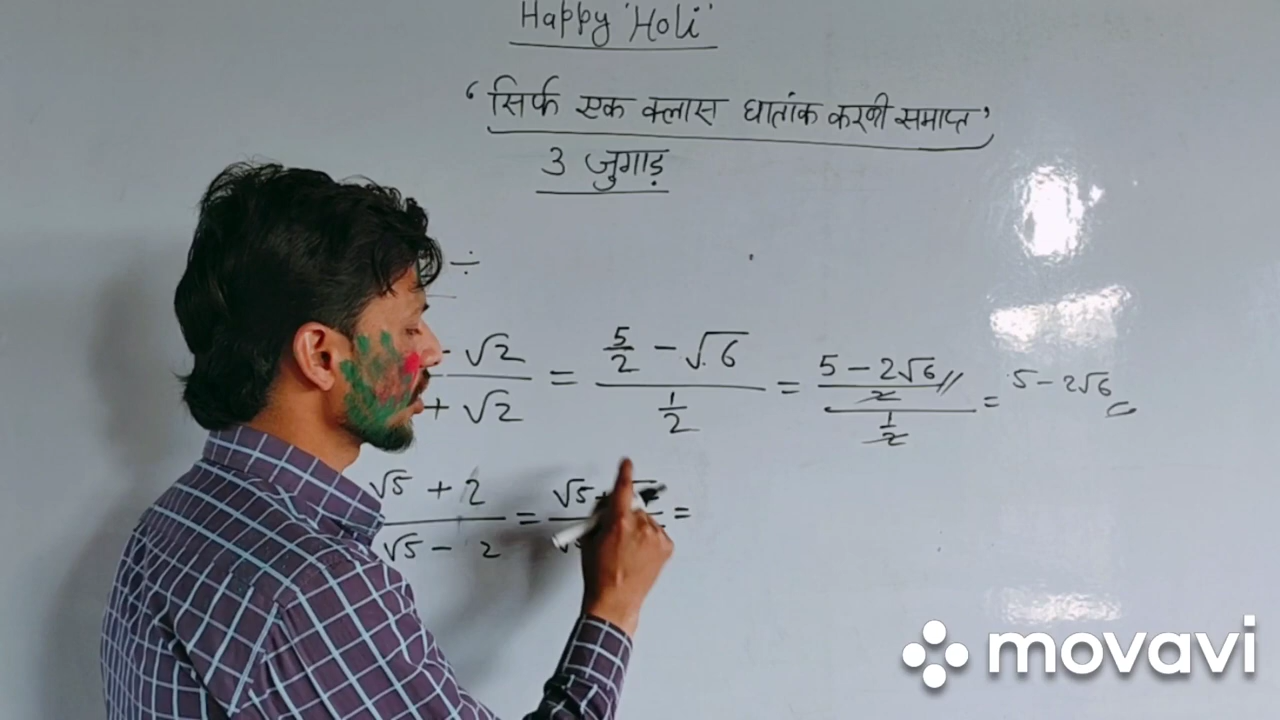 Happy 'Holi'
'सिर्फ एक क्लास घातांक करणी समाप्त'
3 जुगाड़
÷
- √2 / + √2 = (5/2 - √6) / (1/2) = ((5 - 2√6)/2) / (1/2) = 5 - 2√6
(√5 + 2) / (√5 - 2) = √5 + =
movavi